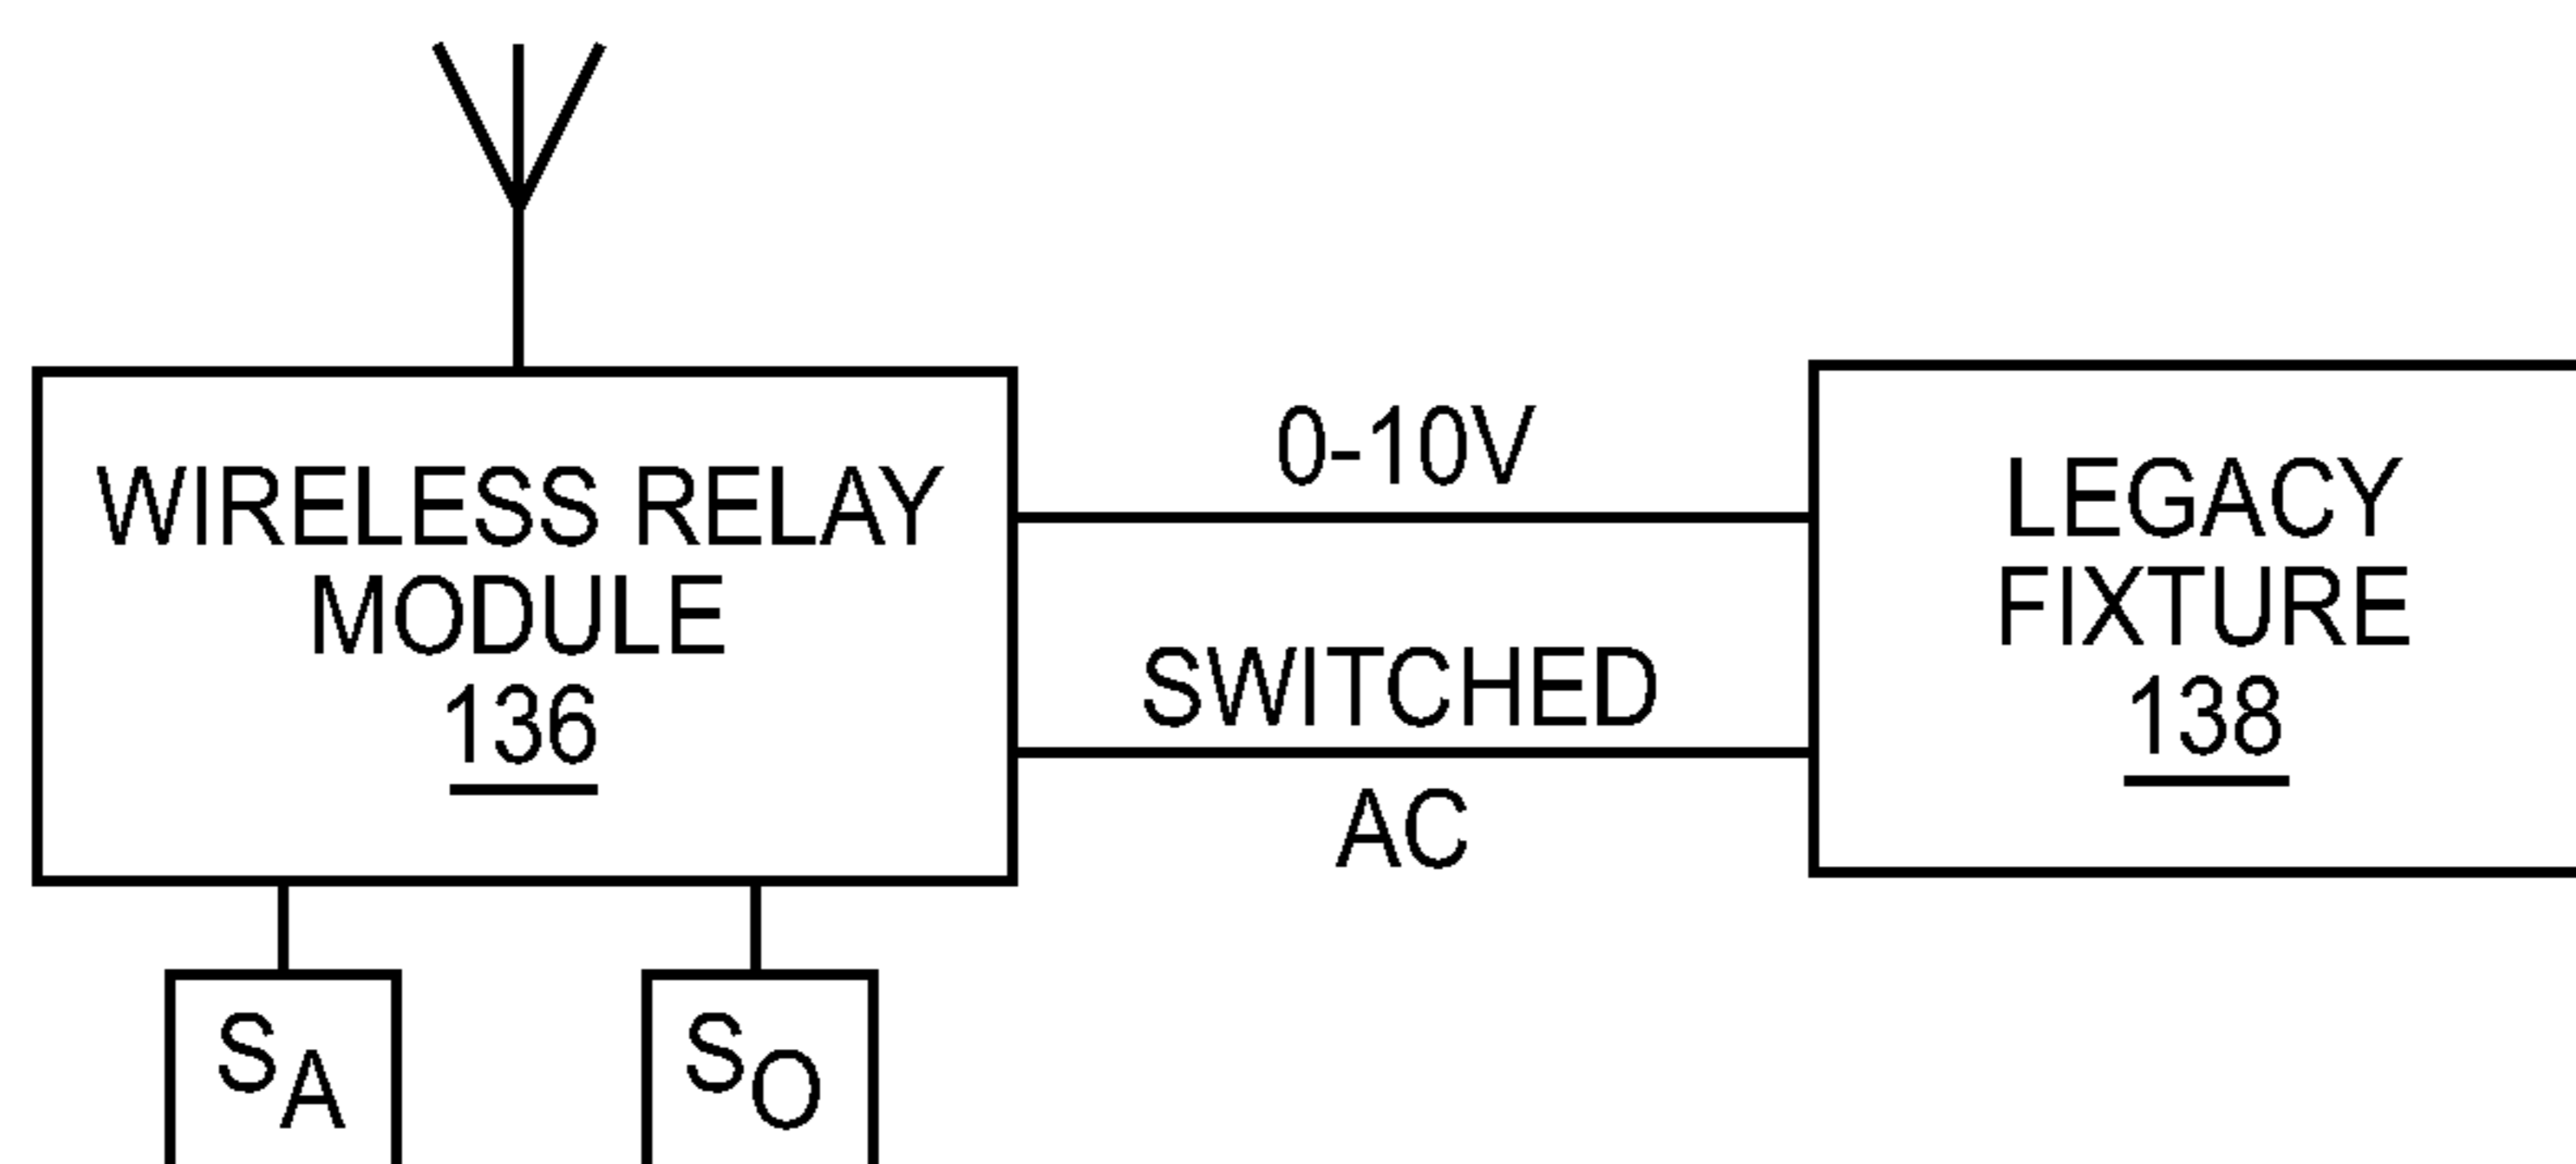 0-10V
WIRELESS RELAY
MODULE
136
SWITCHED
AC
LEGACY
FIXTURE
138
SA
SO